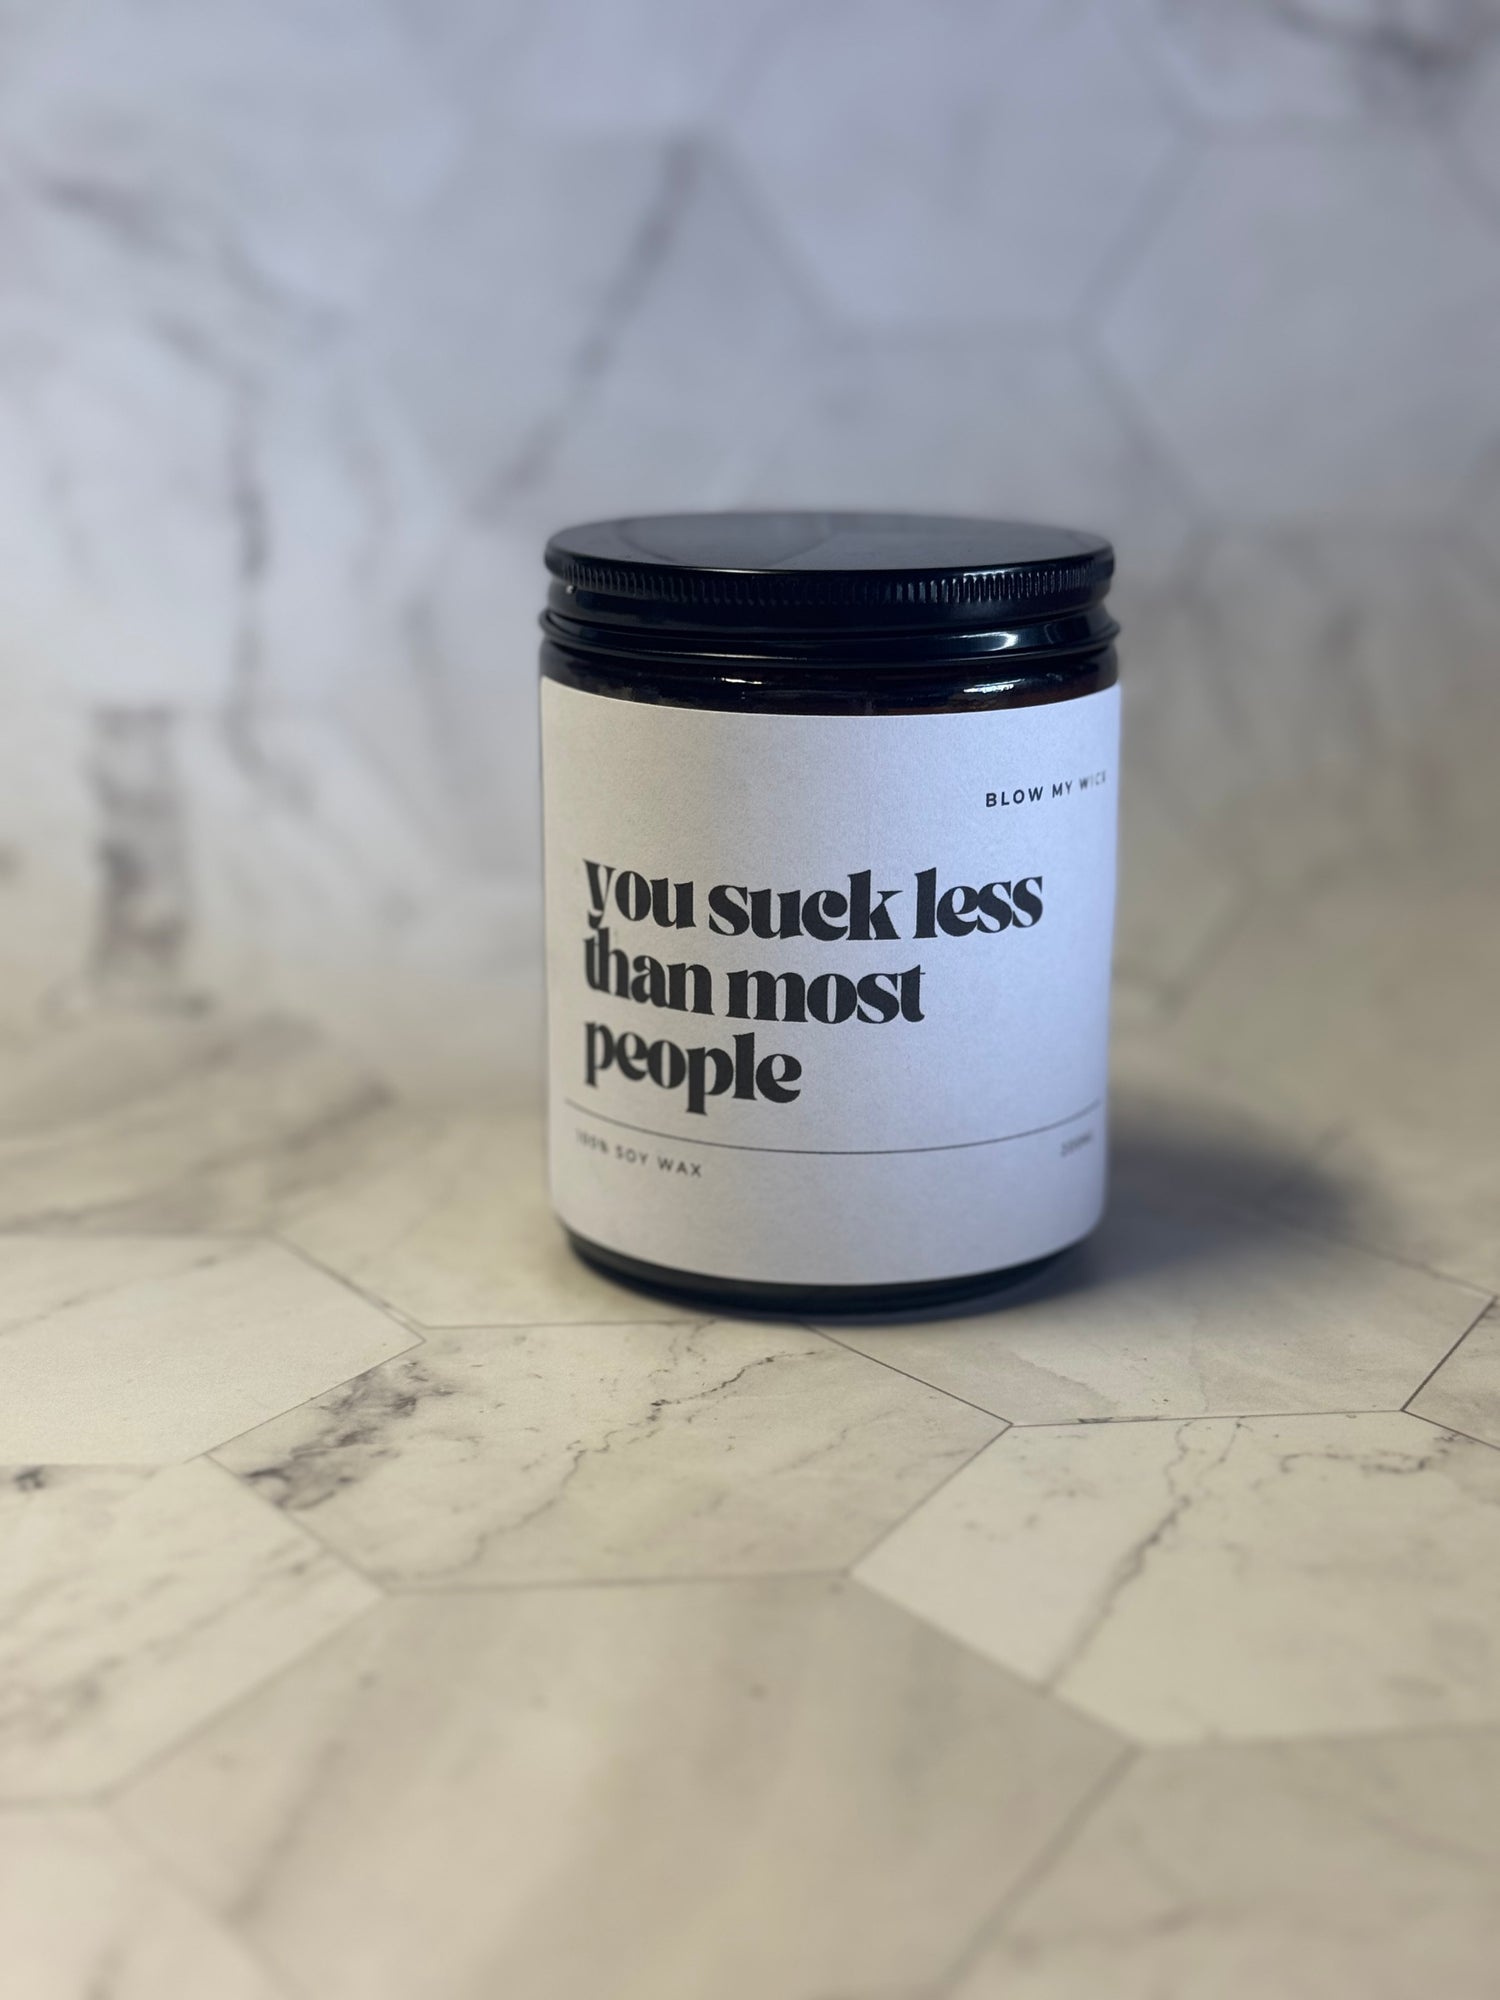 BLOW MY WICK
you suck less
than most
people
100% SOY WAX